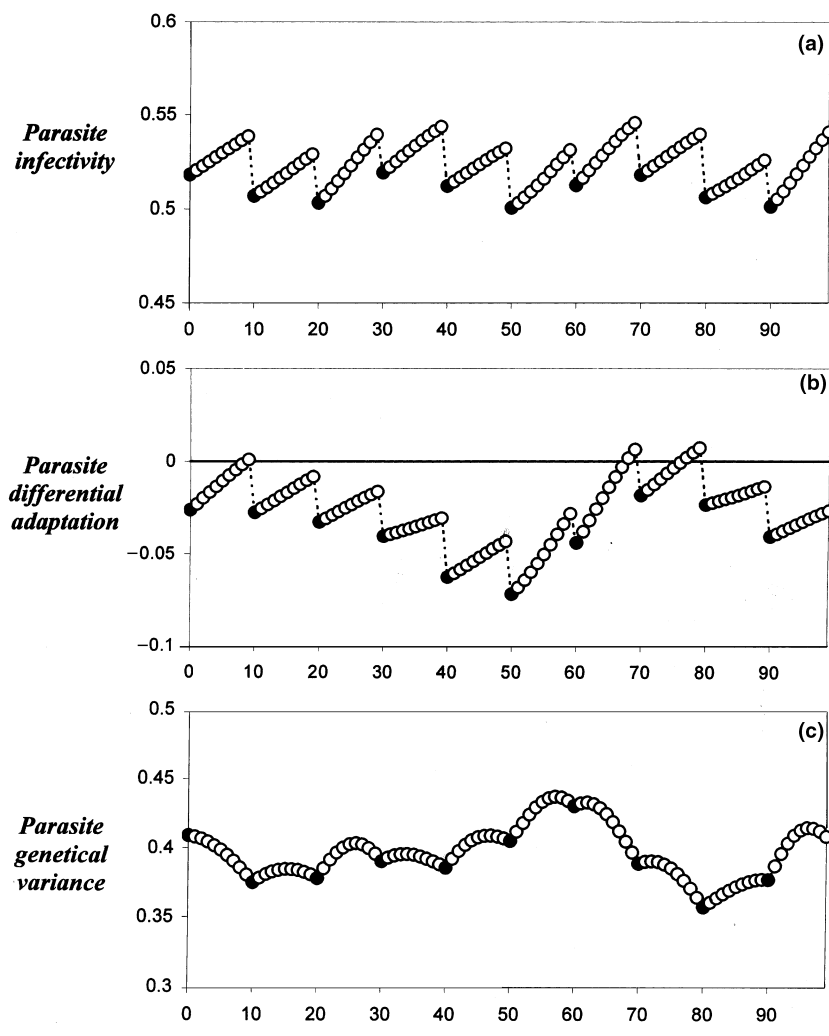 (a)
Parasite
infectivity
0.6
0.55
0.5
0.45
0 10 20 30 40 50 60 70 80 90
(b)
Parasite
differential
adaptation
0.05
0
−0.05
−0.1
0 10 20 30 40 50 60 70 80 90
(c)
Parasite
genetical
variance
0.5
0.45
0.4
0.35
0.3
0 10 20 30 40 50 60 70 80 90